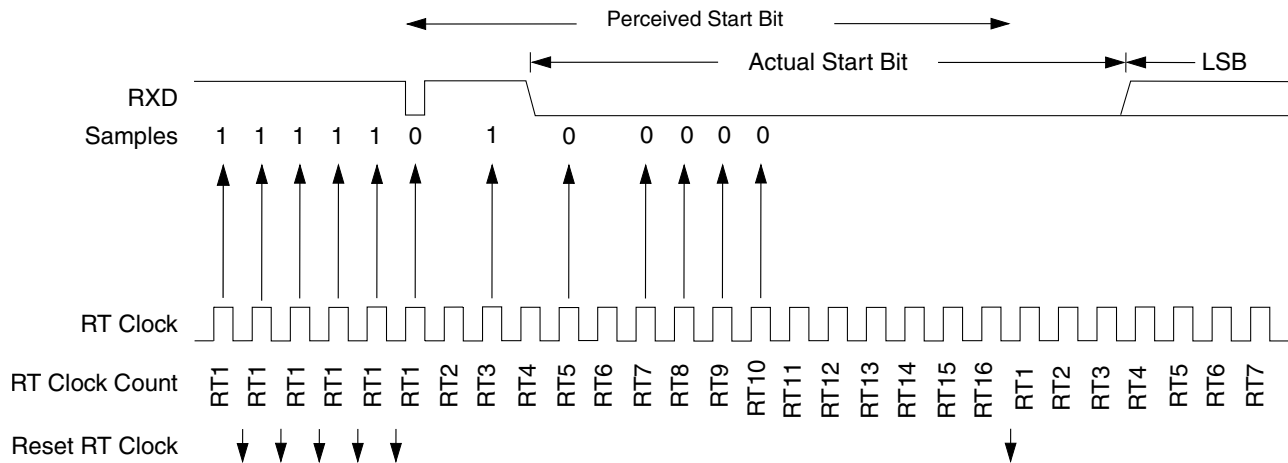 Perceived Start Bit
Actual Start Bit LSB
RXD
Samples 1 1 1 1 1 0 1 0 0 0 0 0
RT Clock
RT Clock Count RT1 RT1 RT1 RT1 RT1 RT1 RT2 RT3 RT4 RT5 RT6 RT7 RT8 RT9 RT10 RT11 RT12 RT13 RT14 RT15 RT16 RT1 RT2 RT3 RT4 RT5 RT6 RT7
Reset RT Clock